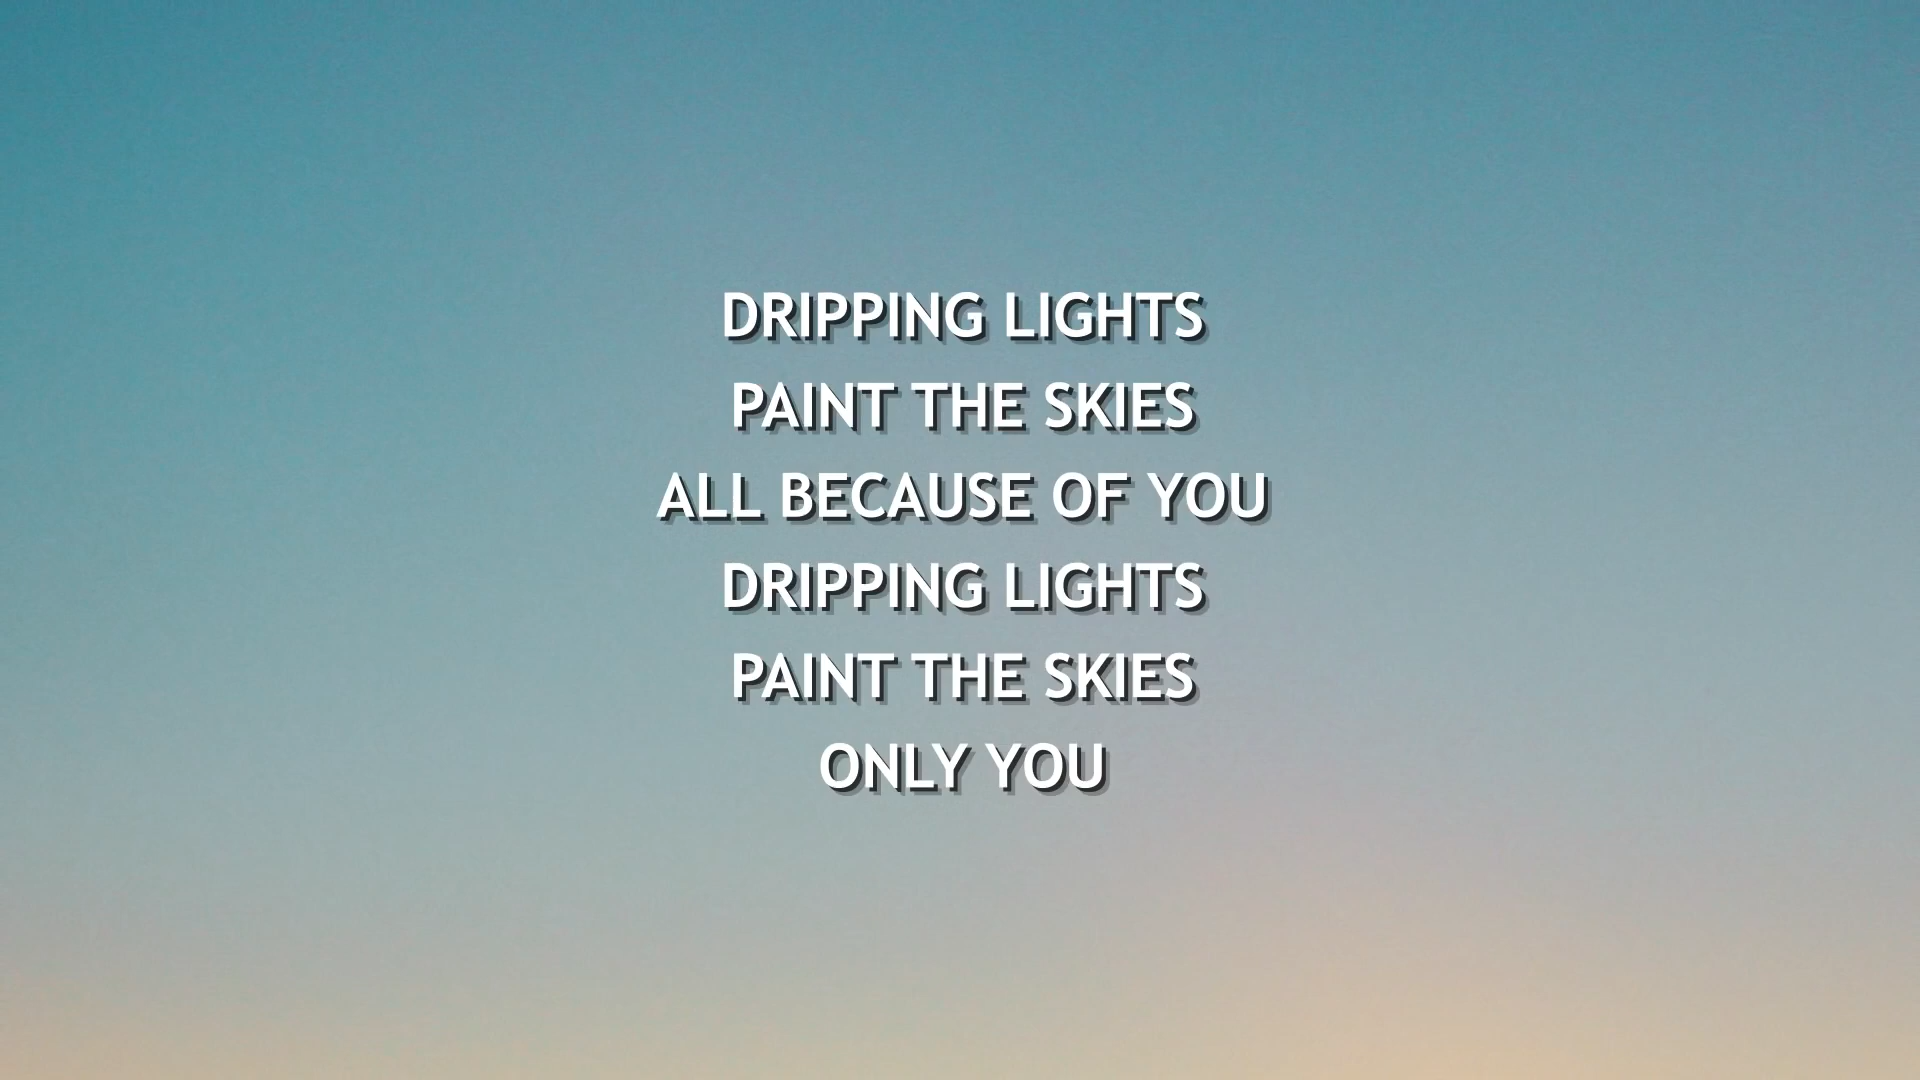 DRIPPING LIGHTS
PAINT THE SKIES
ALL BECAUSE OF YOU
DRIPPING LIGHTS
PAINT THE SKIES
ONLY YOU